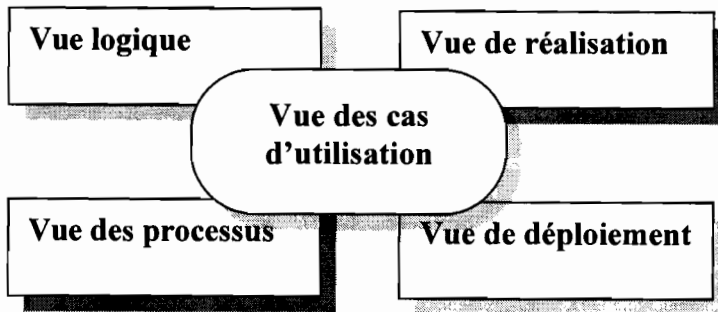 Vue logique
Vue de réalisation
Vue des cas
d'utilisation
Vue des processus
Vue de déploiement